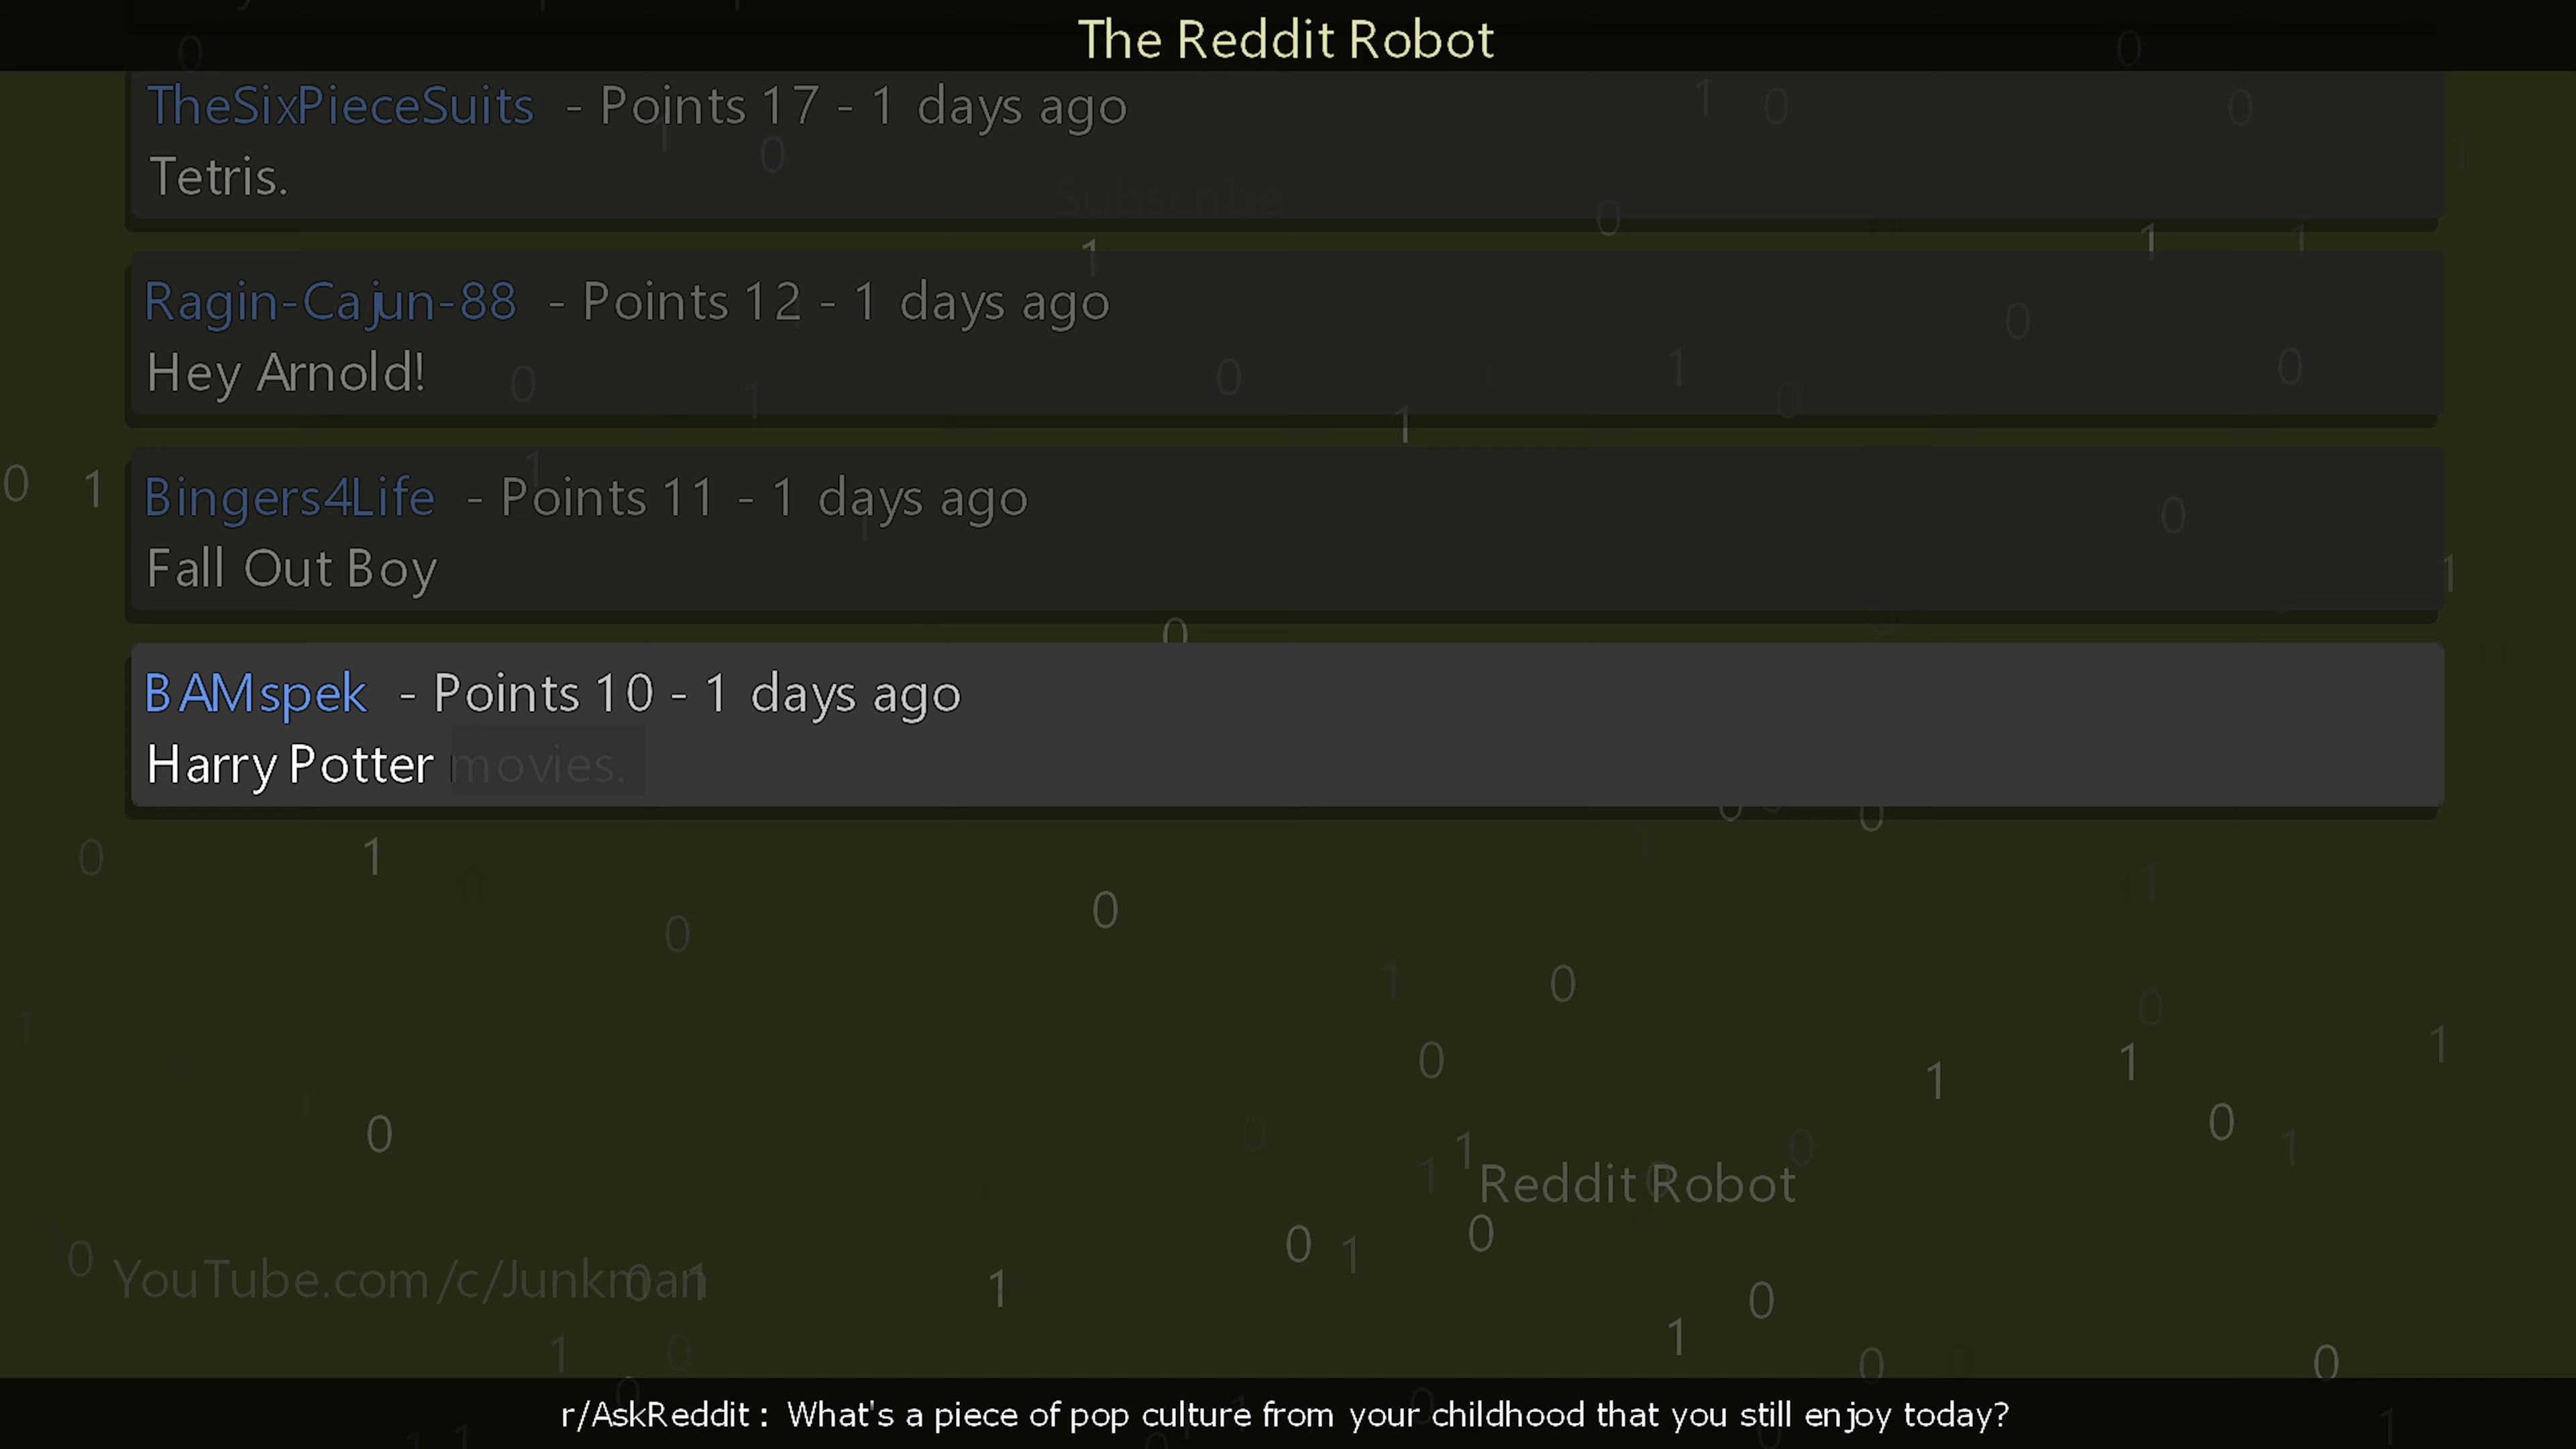 The Reddit Robot
TheSixPieceSuits - Points 17 - 1 days ago
Tetris.
Subscribe
Ragin-Cajun-88 - Points 12 - 1 days ago
Hey Arnold!
Bingers4Life - Points 11 - 1 days ago
Fall Out Boy
BAMspek - Points 10 - 1 days ago
Harry Potter movies.
Reddit Robot
YouTube.com/c/Junkman
r/AskReddit : What's a piece of pop culture from your childhood that you still enjoy today?